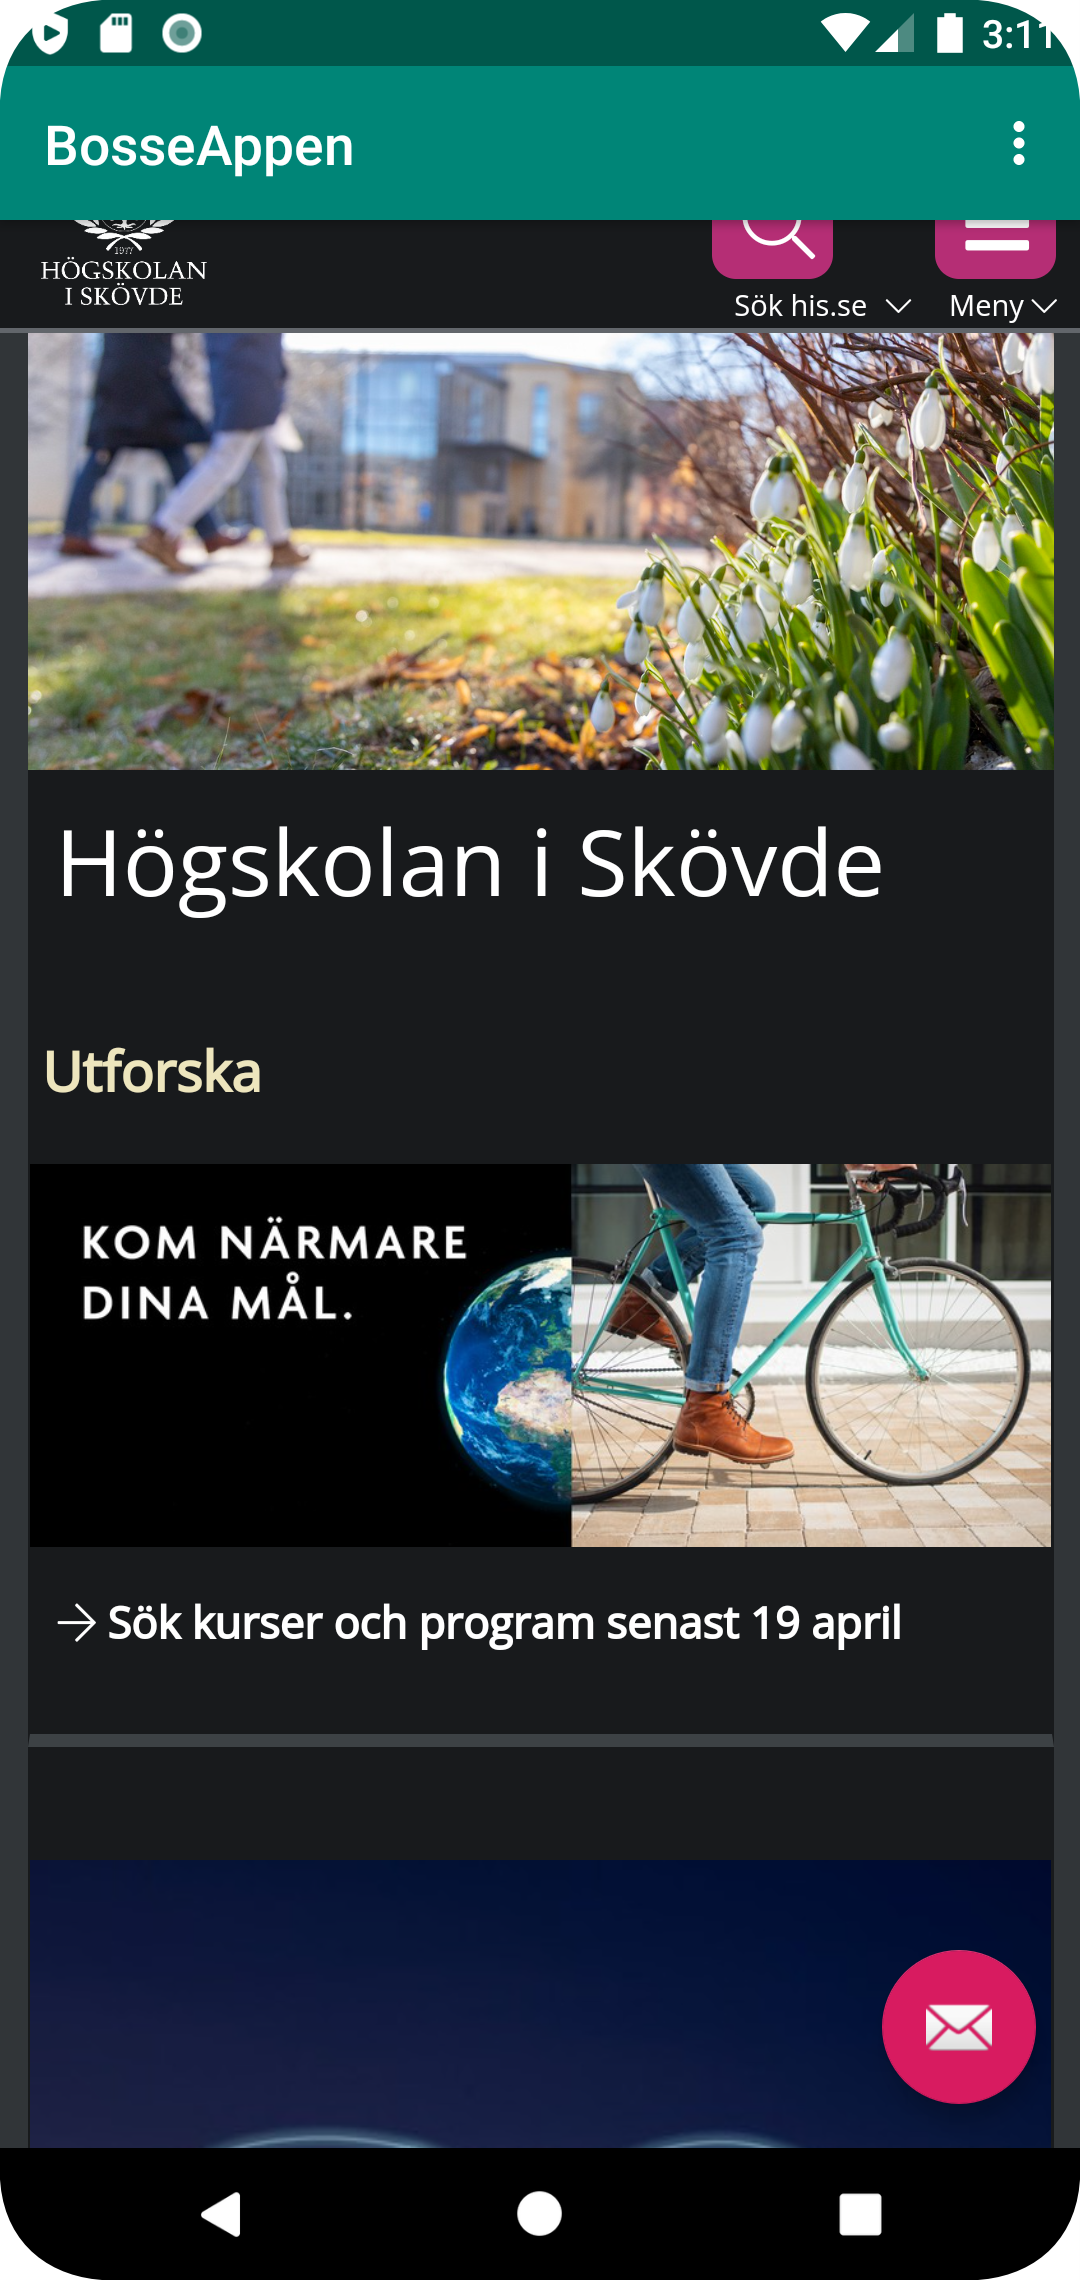 3:11
BosseAppen
1977
HÖGSKOLAN
I SKÖVDE
Sök his.se
Meny
Högskolan i Skövde
Utforska
KOM NÄRMARE
DINA MÅL.
Sök kurser och program senast 19 april